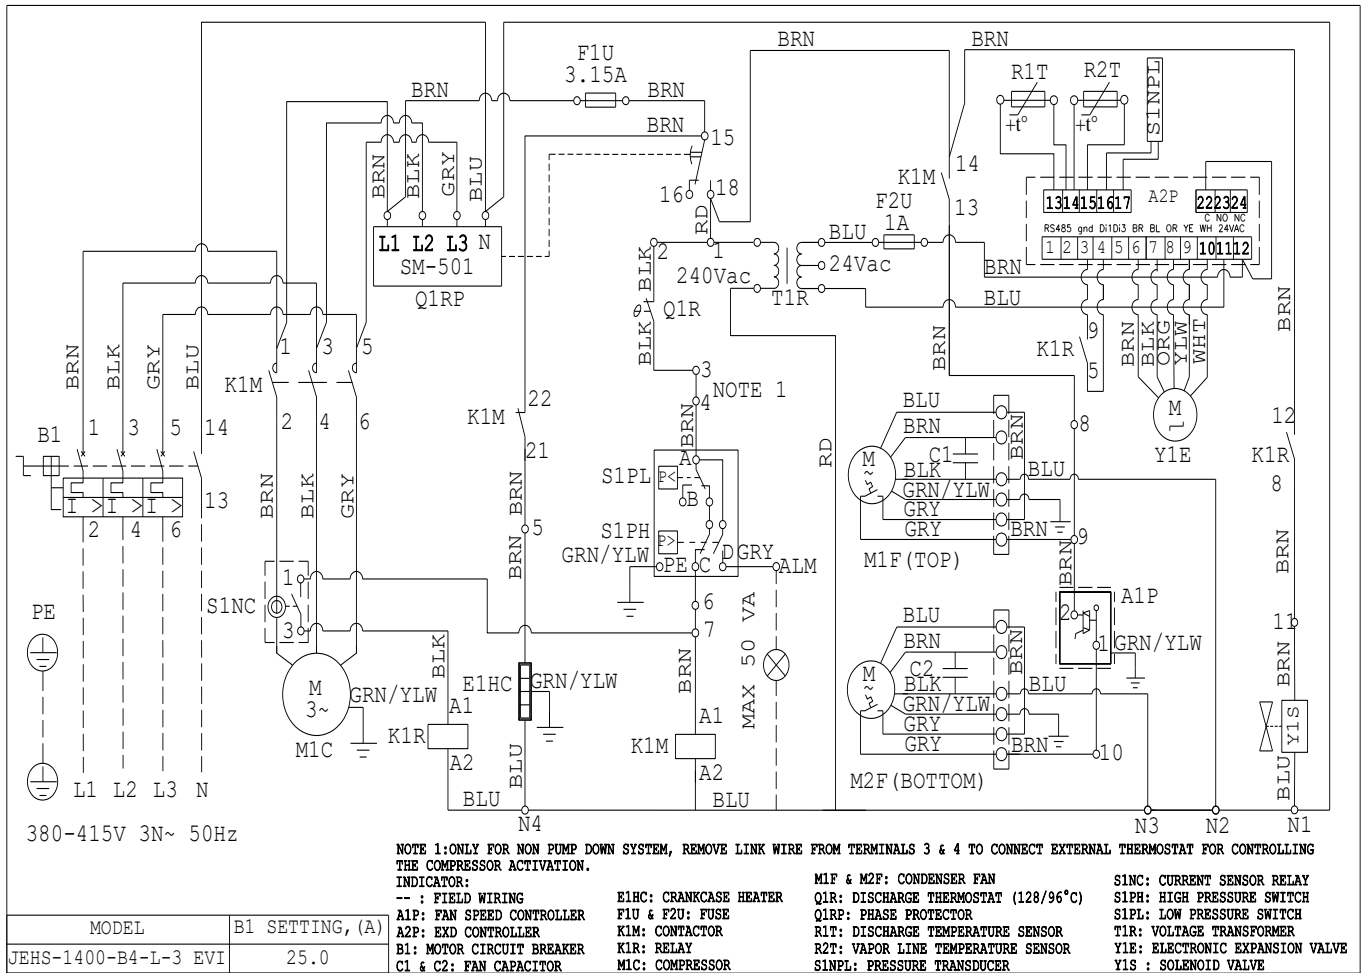 BRN
BRN
F1U
3.15A
R1T
R2T
S1NPL
BRN
BRN
+t°
+t°
BRN
15
14
BRN
BLK
GRY
BLU
16
18
K1M
13
13 14 15 16 17
A2P
22 23 24
C NO NC
F2U
1A
RD
BLU
RS485 gnd Di1 Di3 BR BL OR YE WH 24VAC
1 2 3 4 5 6 7 8 9 10 11 12
L1 L2 L3 N
SM-501
Q1RP
2
1
BLK
240Vac
24Vac
T1R
BRN
BLU
θ
Q1R
BLK
BRN
BRN
9
K1R
5
BRN
BLK
ORG
YLW
WHT
BRN
BLK
GRY
BLU
1
3
5
K1M
2
4
6
3
NOTE 1
4
M
Y1E
22
K1M
21
BRN
B1
1
3
5
14
BLU
BRN
BRN
8
12
K1R
8
A
S1PL
P<
B
M
~
C1
BLK
BLU
GRN/YLW
GRY
GRY
BRN
9
M1F(TOP)
RD
I >
I >
I >
13
2
4
6
BRN
BLK
GRY
BRN
5
BRN
S1PH
P>
GRN/YLW
PE
C
D
GRY
ALM
BRN
BRN
S1NC
1
3
6
7
PE
MAX 50 VA
BLU
BRN
BRN
2
1
A1P
GRN/YLW
11
BRN
M
3~
GRN/YLW
M1C
BLK
A1
K1R
A2
E1HC
GRN/YLW
BLU
BRN
A1
K1M
A2
M
~
C2
BLK
BLU
GRN/YLW
GRY
GRY
BRN
10
M2F(BOTTOM)
Y1S
BLU
L1 L2 L3 N
BLU
BLU
N4
N3
N2
N1
380-415V 3N~ 50Hz
NOTE 1:ONLY FOR NON PUMP DOWN SYSTEM, REMOVE LINK WIRE FROM TERMINALS 3 & 4 TO CONNECT EXTERNAL THERMOSTAT FOR CONTROLLING
THE COMPRESSOR ACTIVATION.
INDICATOR:
-- : FIELD WIRING
A1P: FAN SPEED CONTROLLER
A2P: EXD CONTROLLER
B1: MOTOR CIRCUIT BREAKER
C1 & C2: FAN CAPACITOR
E1HC: CRANKCASE HEATER
F1U & F2U: FUSE
K1M: CONTACTOR
K1R: RELAY
M1C: COMPRESSOR
M1F & M2F: CONDENSER FAN
Q1R: DISCHARGE THERMOSTAT (128/96°C)
Q1RP: PHASE PROTECTOR
R1T: DISCHARGE TEMPERATURE SENSOR
R2T: VAPOR LINE TEMPERATURE SENSOR
S1NPL: PRESSURE TRANSDUCER
S1NC: CURRENT SENSOR RELAY
S1PH: HIGH PRESSURE SWITCH
S1PL: LOW PRESSURE SWITCH
T1R: VOLTAGE TRANSFORMER
Y1E: ELECTRONIC EXPANSION VALVE
Y1S : SOLENOID VALVE
MODEL B1 SETTING, (A)
JEHS-1400-B4-L-3 EVI 25.0